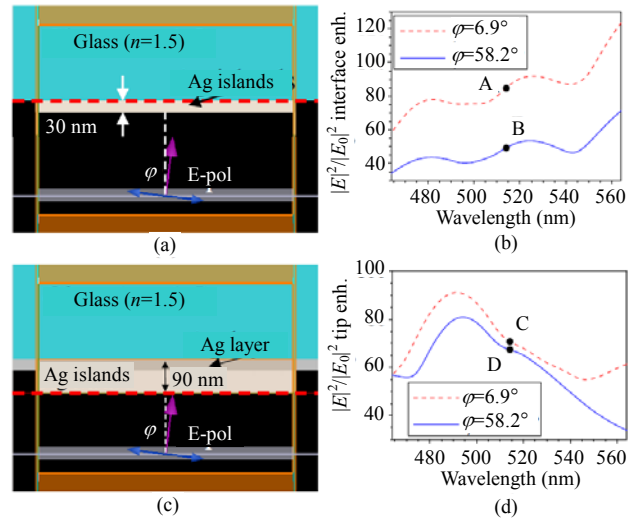 Glass (n=1.5)
Ag islands
30 nm
φ
E-pol
(a)
|E|²/|E₀|² interface enh.
120
100
80
60
40
φ=6.9°
φ=58.2°
A
B
480 500 520 540 560
Wavelength (nm)
(b)
Glass (n=1.5)
Ag layer
Ag islands
90 nm
φ
E-pol
(c)
|E|²/|E₀|² tip enh.
100
80
60
40
C
D
φ=6.9°
φ=58.2°
480 500 520 540 560
Wavelength (nm)
(d)